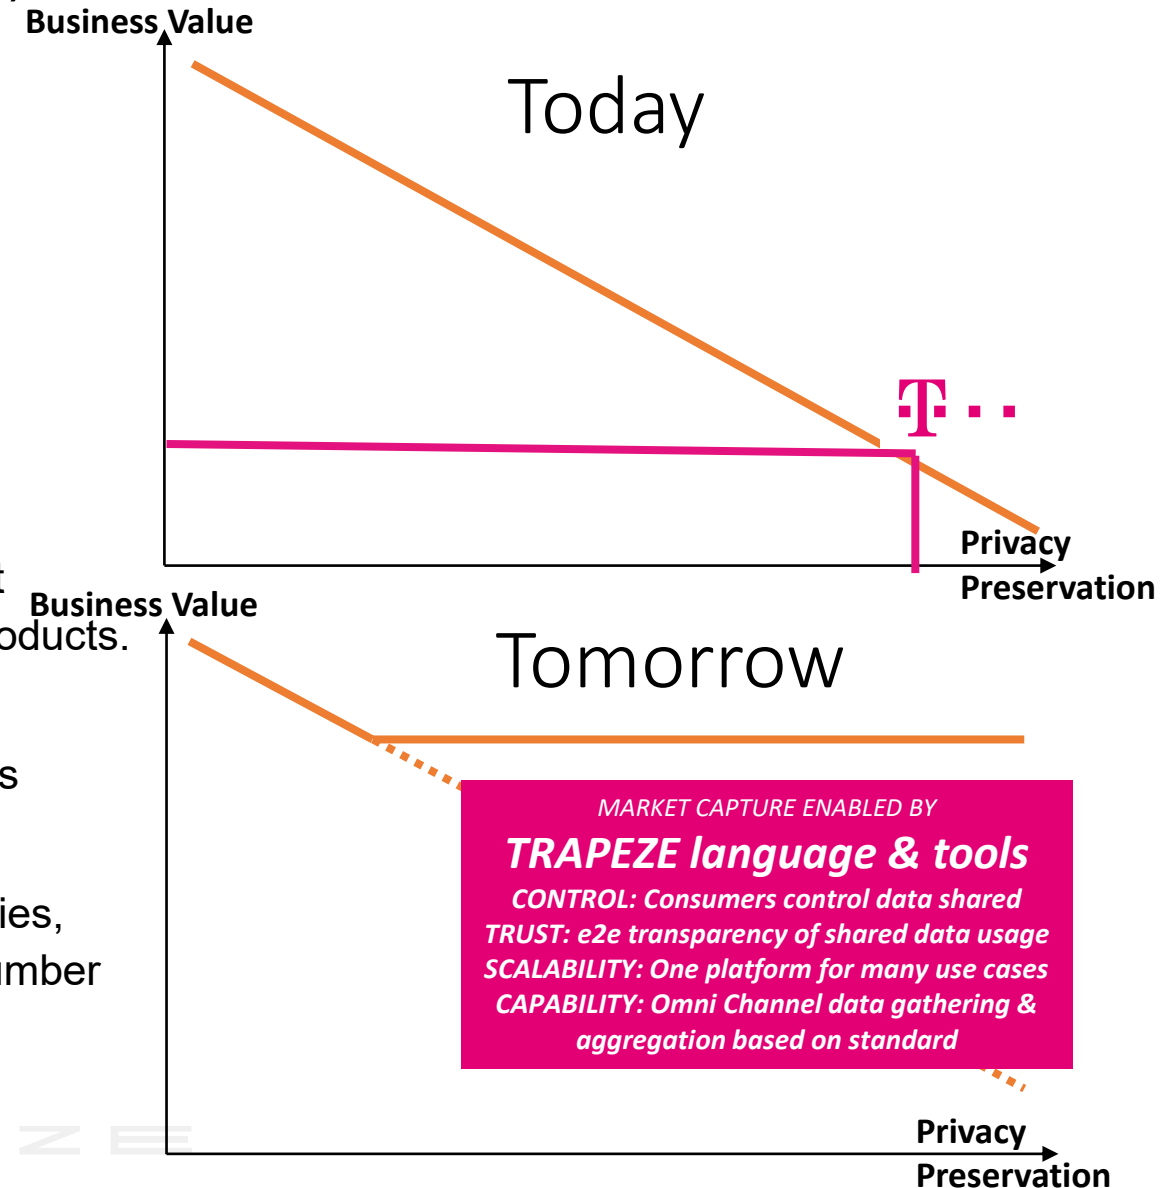 Business Value
Today
T
Privacy
Preservation
t
Business Value
oducts.
Tomorrow
s
MARKET CAPTURE ENABLED BY
TRAPEZE language & tools
CONTROL: Consumers control data shared
TRUST: e2e transparency of shared data usage
SCALABILITY: One platform for many use cases
CAPABILITY: Omni Channel data gathering &
aggregation based on standard
ies,
umber
Z E
Privacy
Preservation